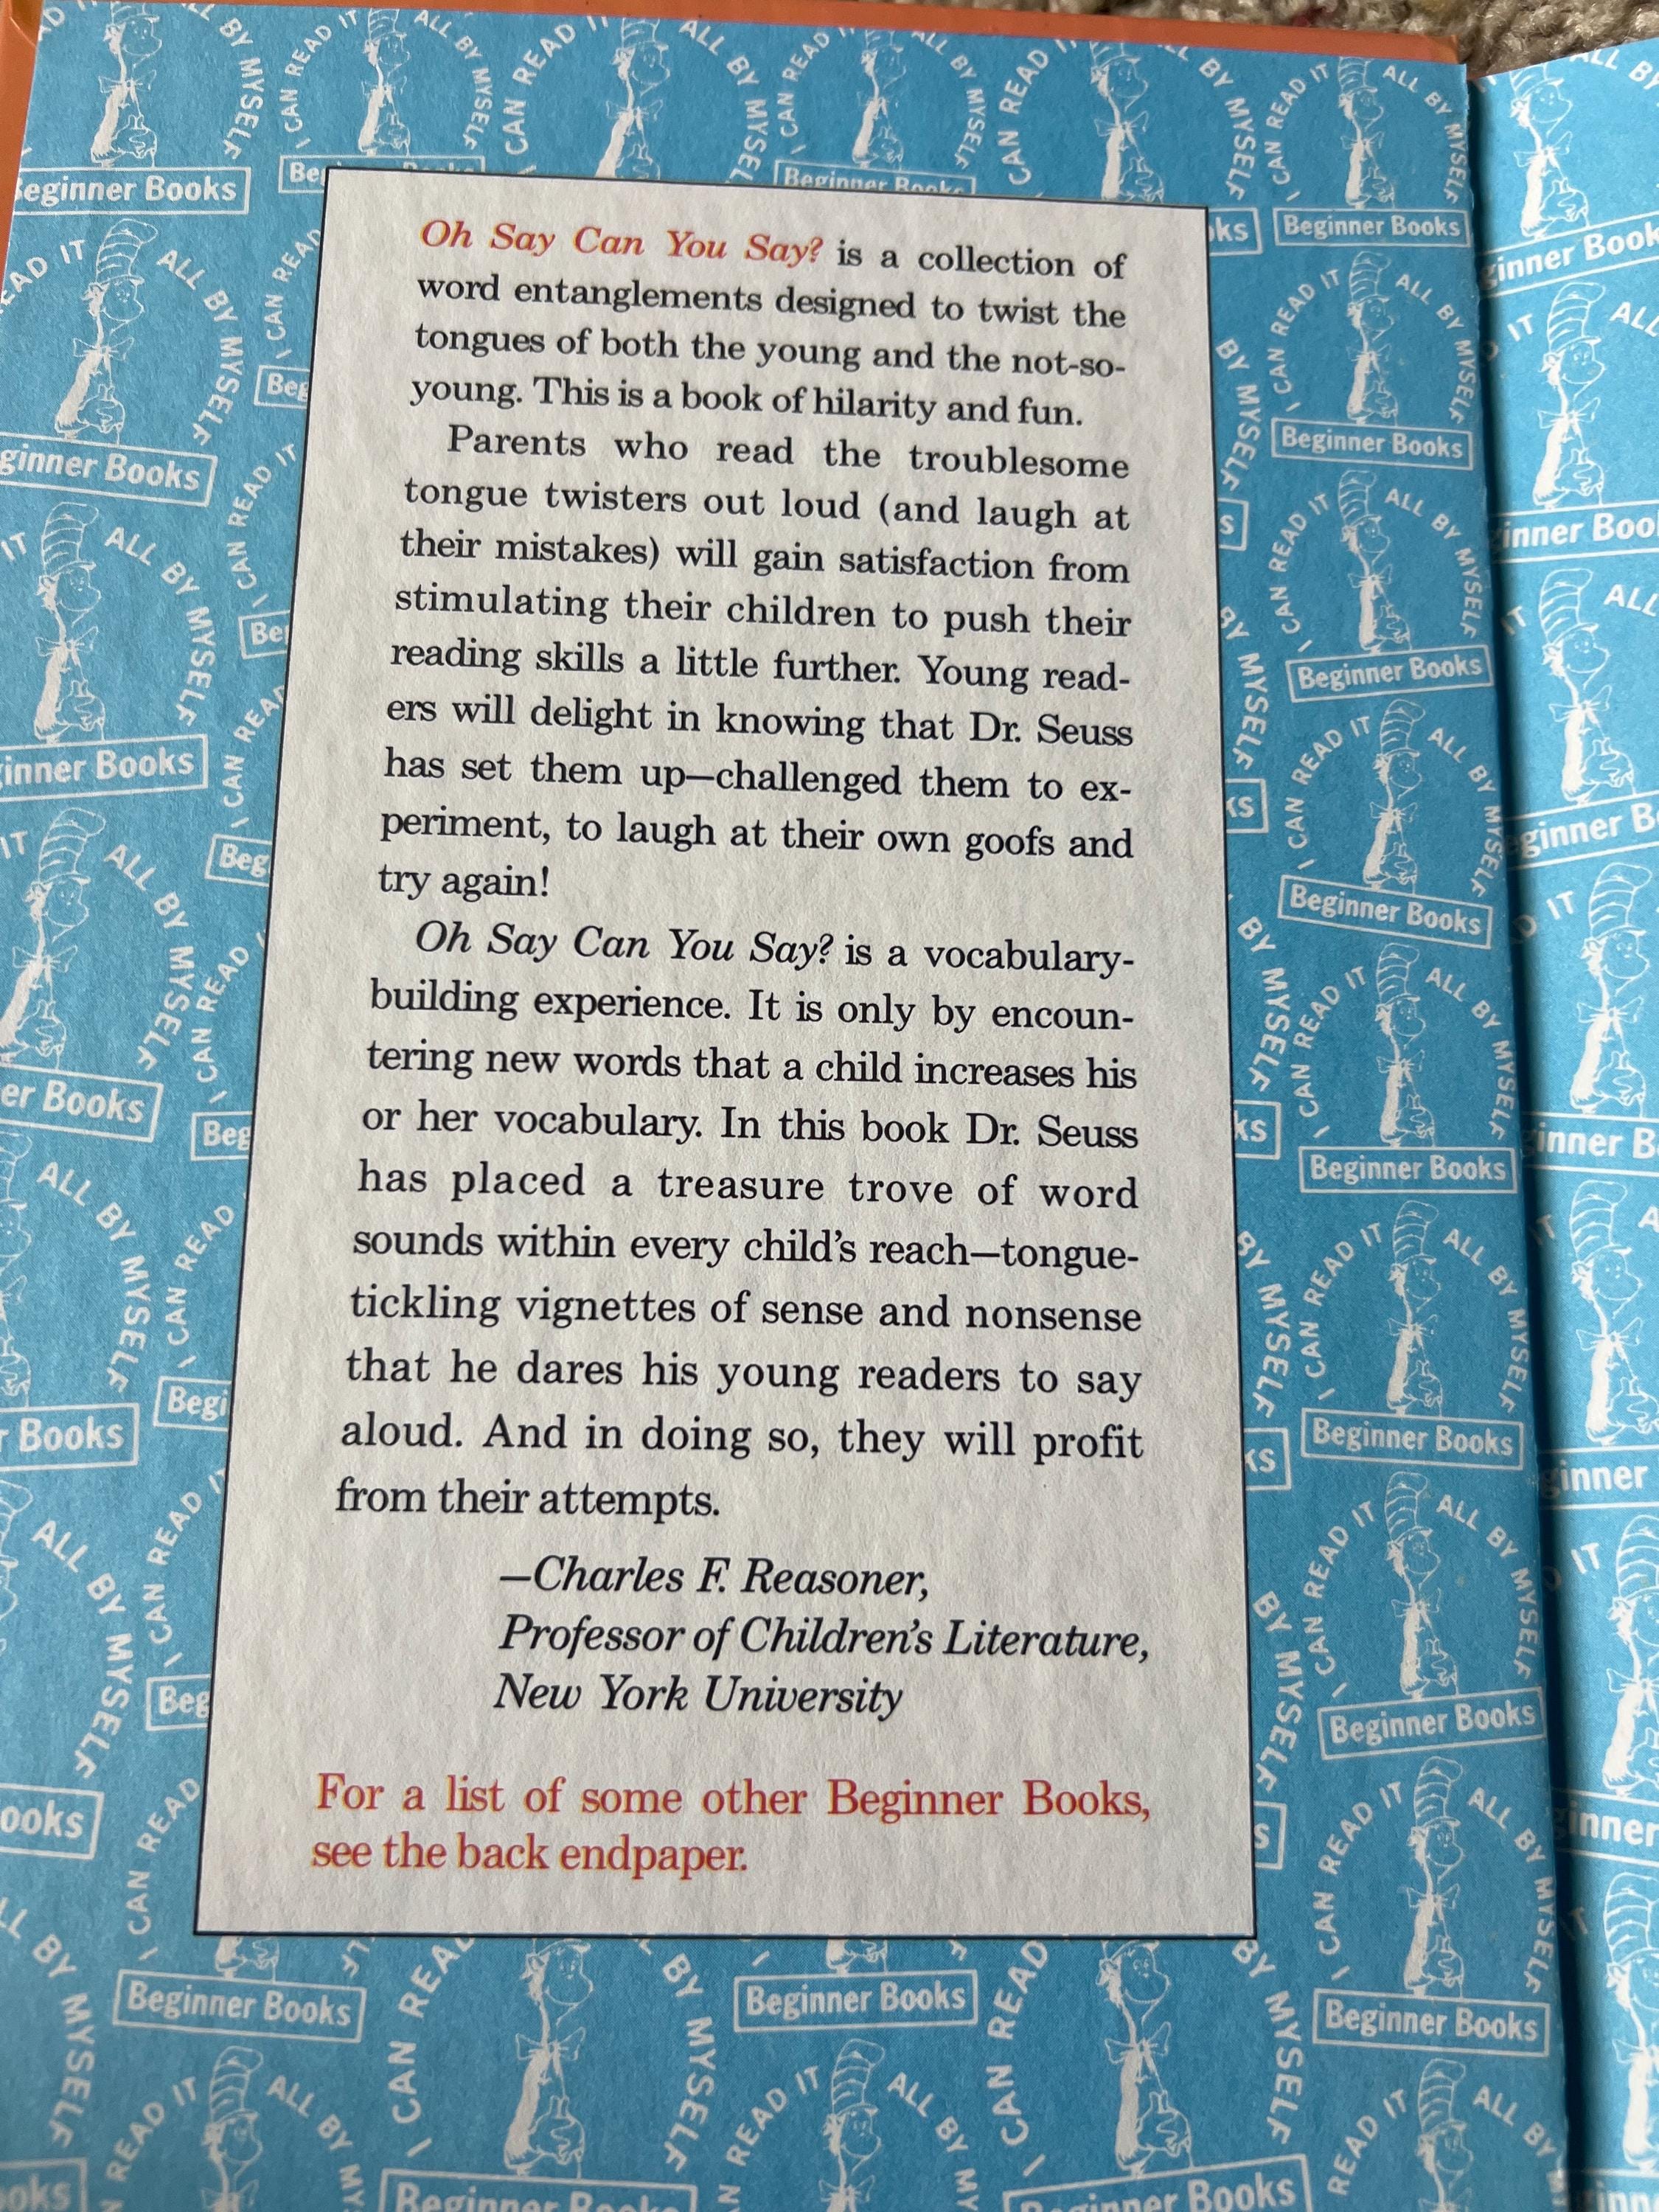 Oh Say Can You Say? is a collection of
word entanglements designed to twist the
tongues of both the young and the not-so-
young. This is a book of hilarity and fun.
Parents who read the troublesome
tongue twisters out loud (and laugh at
their mistakes) will gain satisfaction from
stimulating their children to push their
reading skills a little further. Young read-
ers will delight in knowing that Dr. Seuss
has set them up—challenged them to ex-
periment, to laugh at their own goofs and
try again!
Oh Say Can You Say? is a vocabulary-
building experience. It is only by encoun-
tering new words that a child increases his
or her vocabulary. In this book Dr. Seuss
has placed a treasure trove of word
sounds within every child's reach—tongue-
tickling vignettes of sense and nonsense
that he dares his young readers to say
aloud. And in doing so, they will profit
from their attempts.
—Charles F. Reasoner,
Professor of Children's Literature,
New York University
For a list of some other Beginner Books,
see the back endpaper.
I CAN READ IT ALL BY MYSELF
Beginner Books